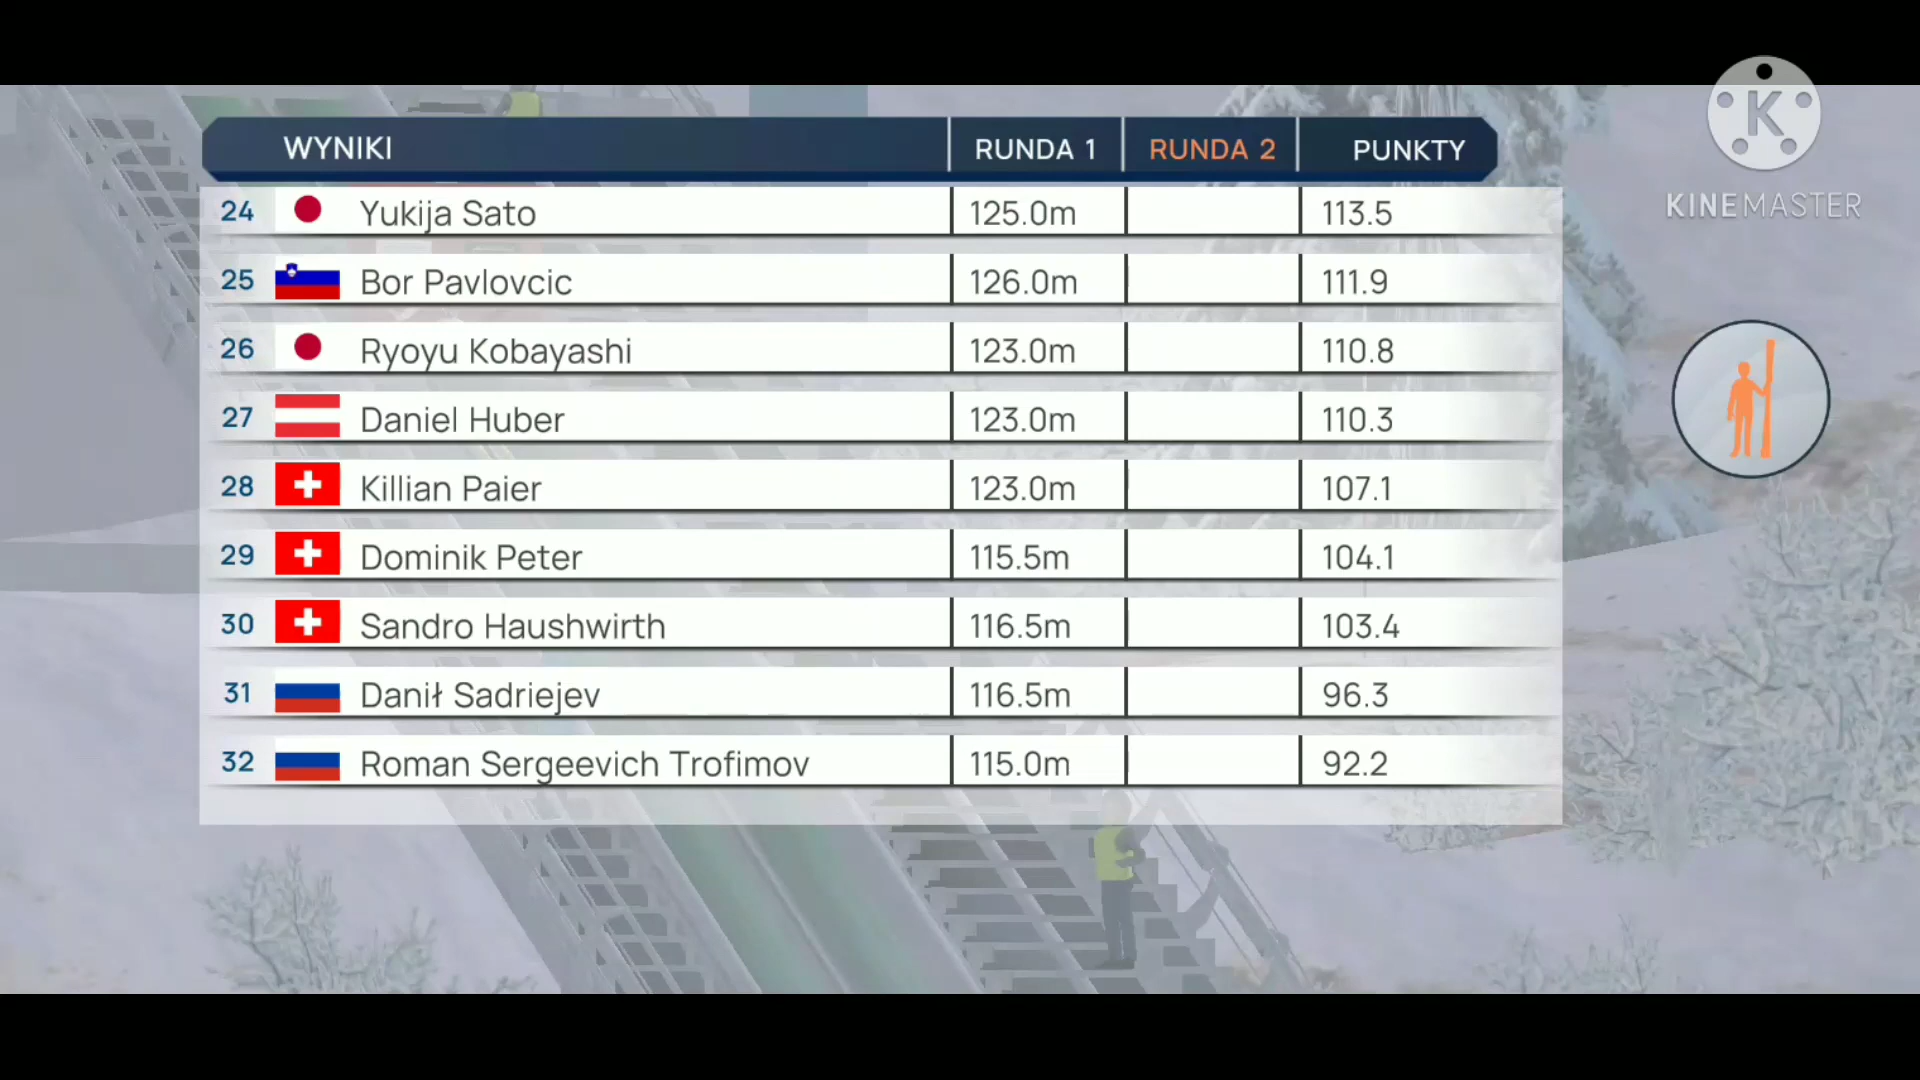 WYNIKI RUNDA 1 RUNDA 2 PUNKTY
24 Yukija Sato 125.0m 113.5
25 Bor Pavlovcic 126.0m 111.9
26 Ryoyu Kobayashi 123.0m 110.8
27 Daniel Huber 123.0m 110.3
28 Killian Paier 123.0m 107.1
29 Dominik Peter 115.5m 104.1
30 Sandro Haushwirth 116.5m 103.4
31 Danił Sadriejev 116.5m 96.3
32 Roman Sergeevich Trofimov 115.0m 92.2
K
KINEMASTER